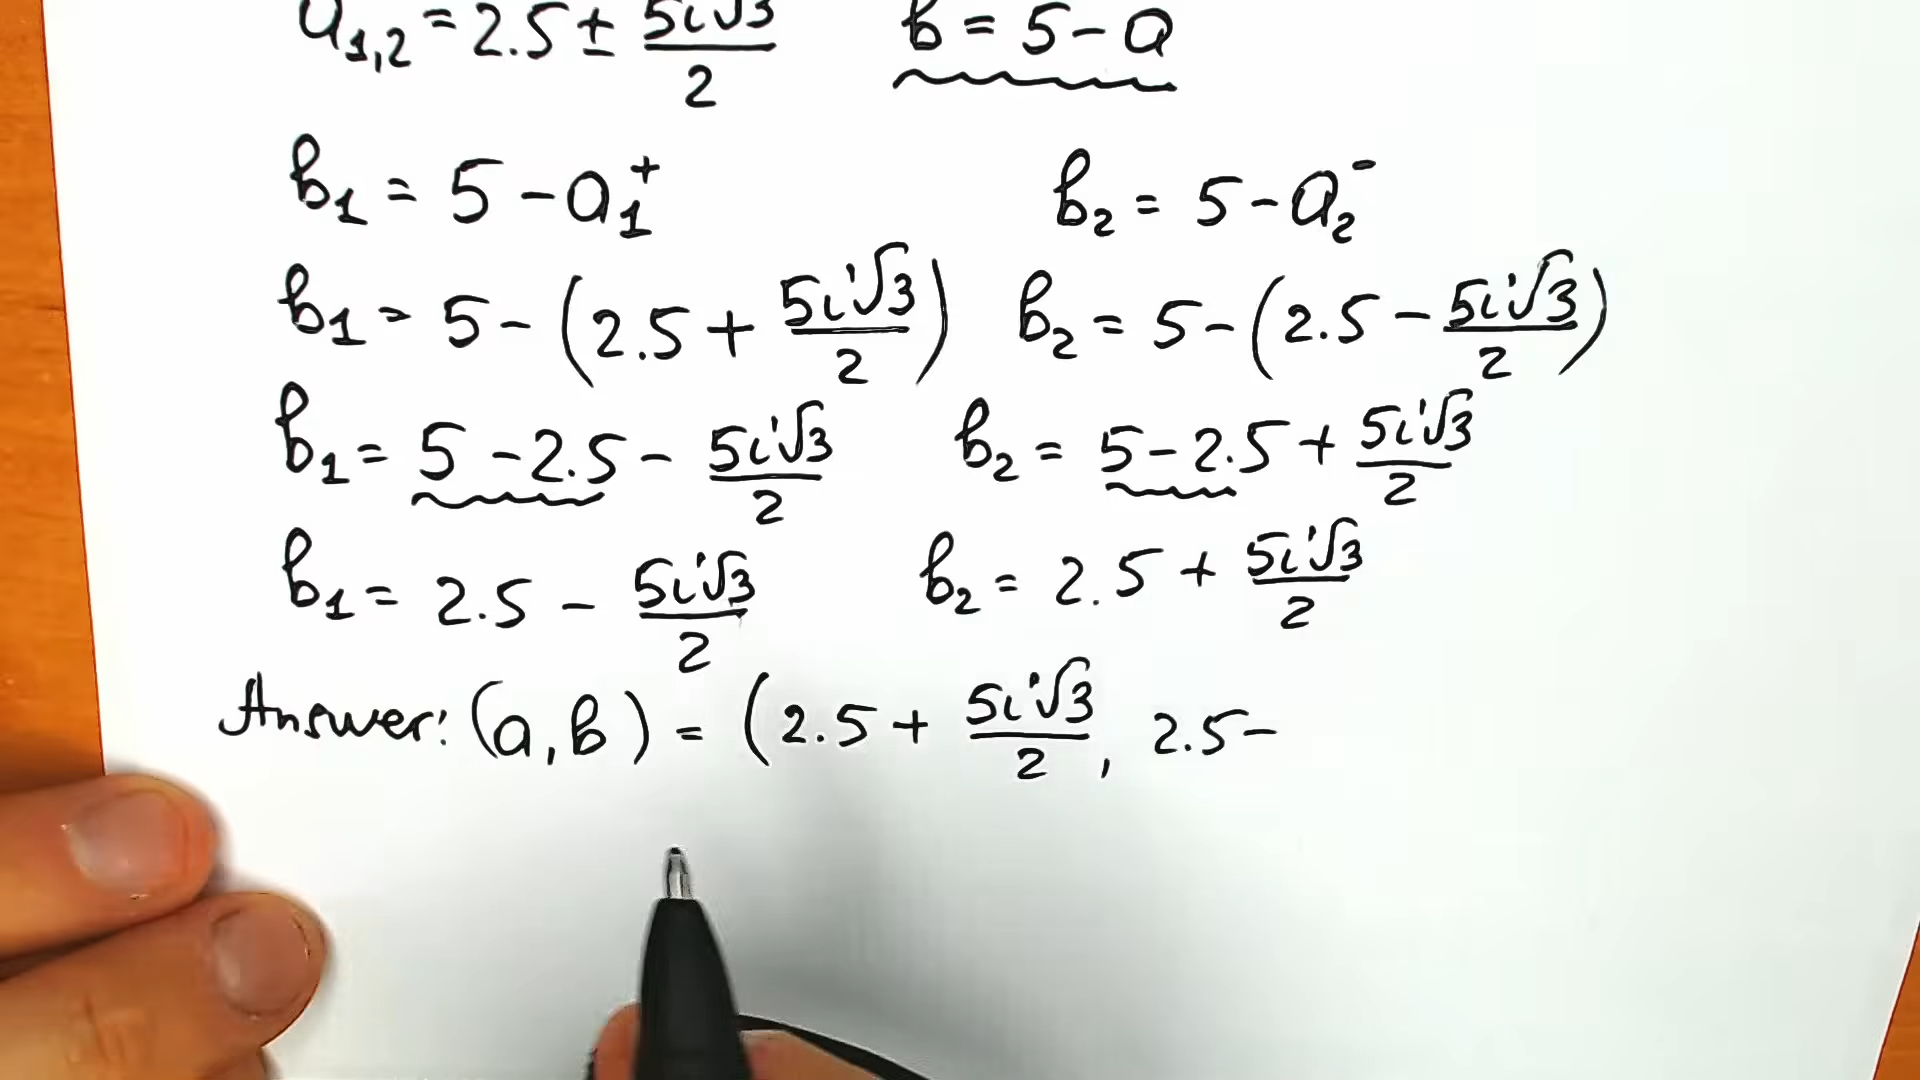 a₁,₂ = 2.5 ± 5i√3/2    b = 5 - a
b₁ = 5 - a₁⁺    b₂ = 5 - a₂⁻
b₁ = 5 - (2.5 + 5i√3/2)    b₂ = 5 - (2.5 - 5i√3/2)
b₁ = 5 - 2.5 - 5i√3/2    b₂ = 5 - 2.5 + 5i√3/2
b₁ = 2.5 - 5i√3/2    b₂ = 2.5 + 5i√3/2
Answer: (a, b) = (2.5 + 5i√3/2, 2.5 -